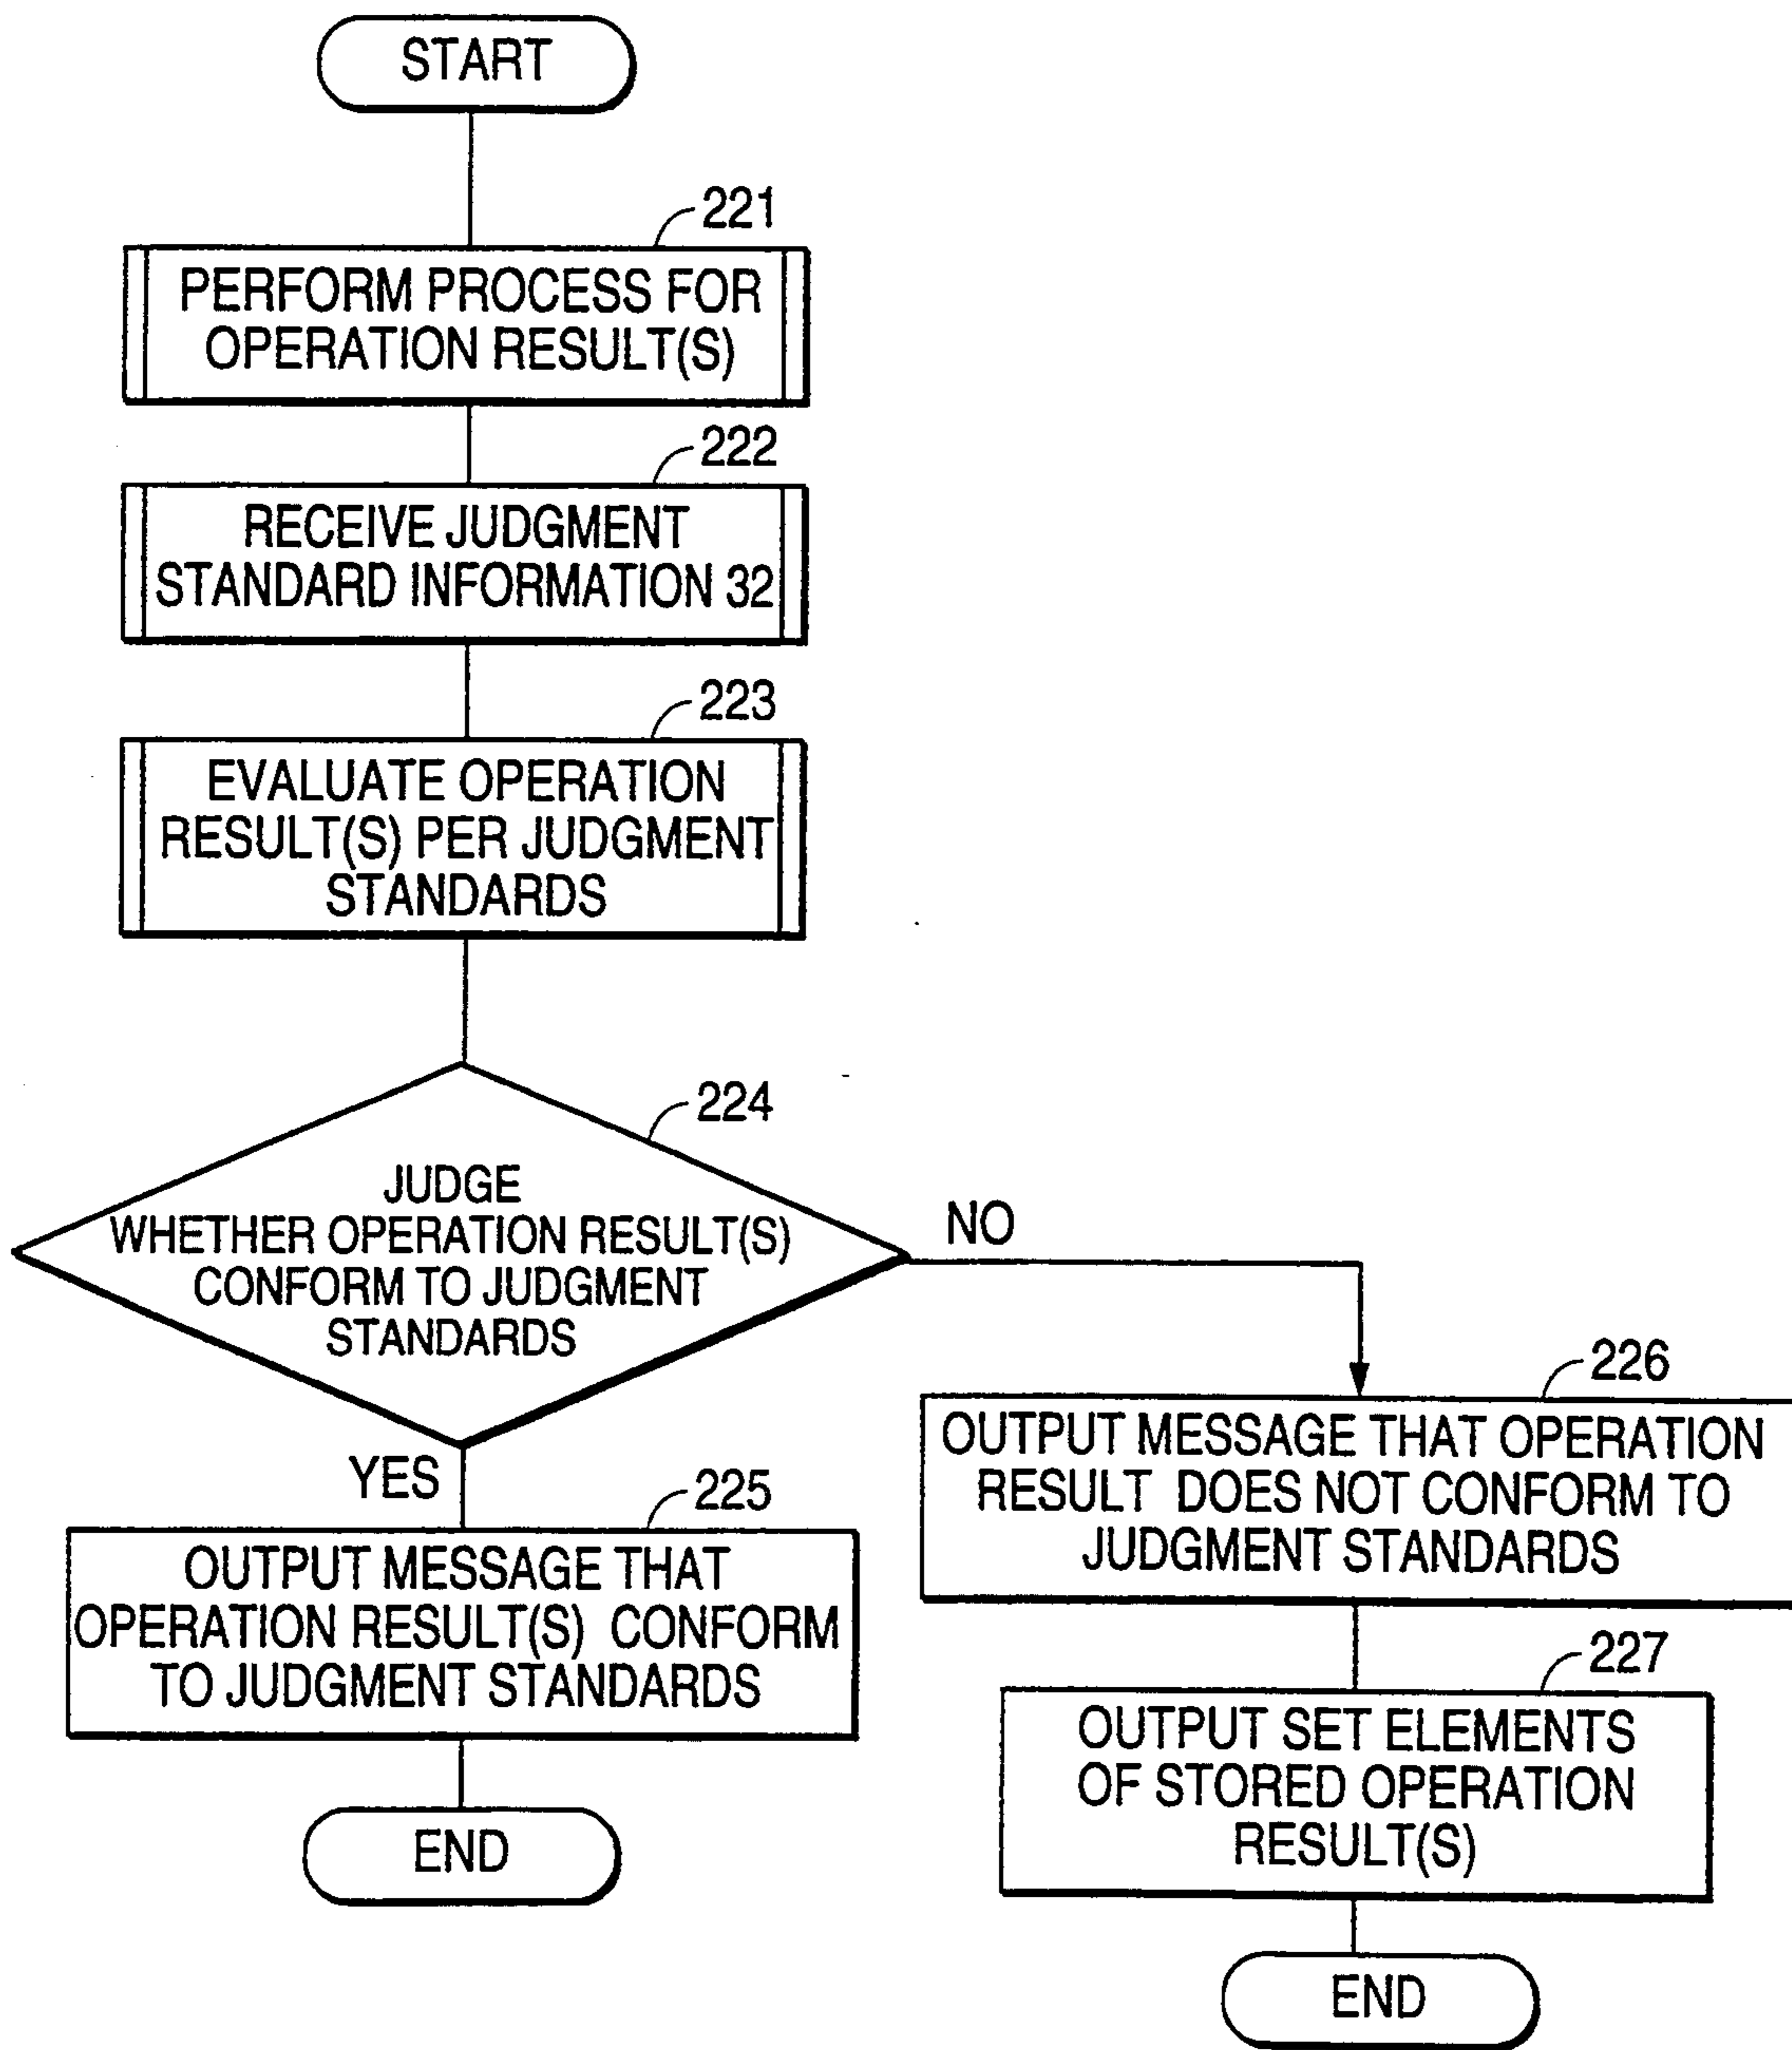 START
221
PERFORM PROCESS FOR
OPERATION RESULT(S)
222
RECEIVE JUDGMENT
STANDARD INFORMATION 32
223
EVALUATE OPERATION
RESULT(S) PER JUDGMENT
STANDARDS
224
JUDGE
WHETHER OPERATION RESULT(S)
CONFORM TO JUDGMENT
STANDARDS
NO
YES
225
OUTPUT MESSAGE THAT
OPERATION RESULT(S) CONFORM
TO JUDGMENT STANDARDS
END
226
OUTPUT MESSAGE THAT OPERATION
RESULT DOES NOT CONFORM TO
JUDGMENT STANDARDS
227
OUTPUT SET ELEMENTS
OF STORED OPERATION
RESULT(S)
END